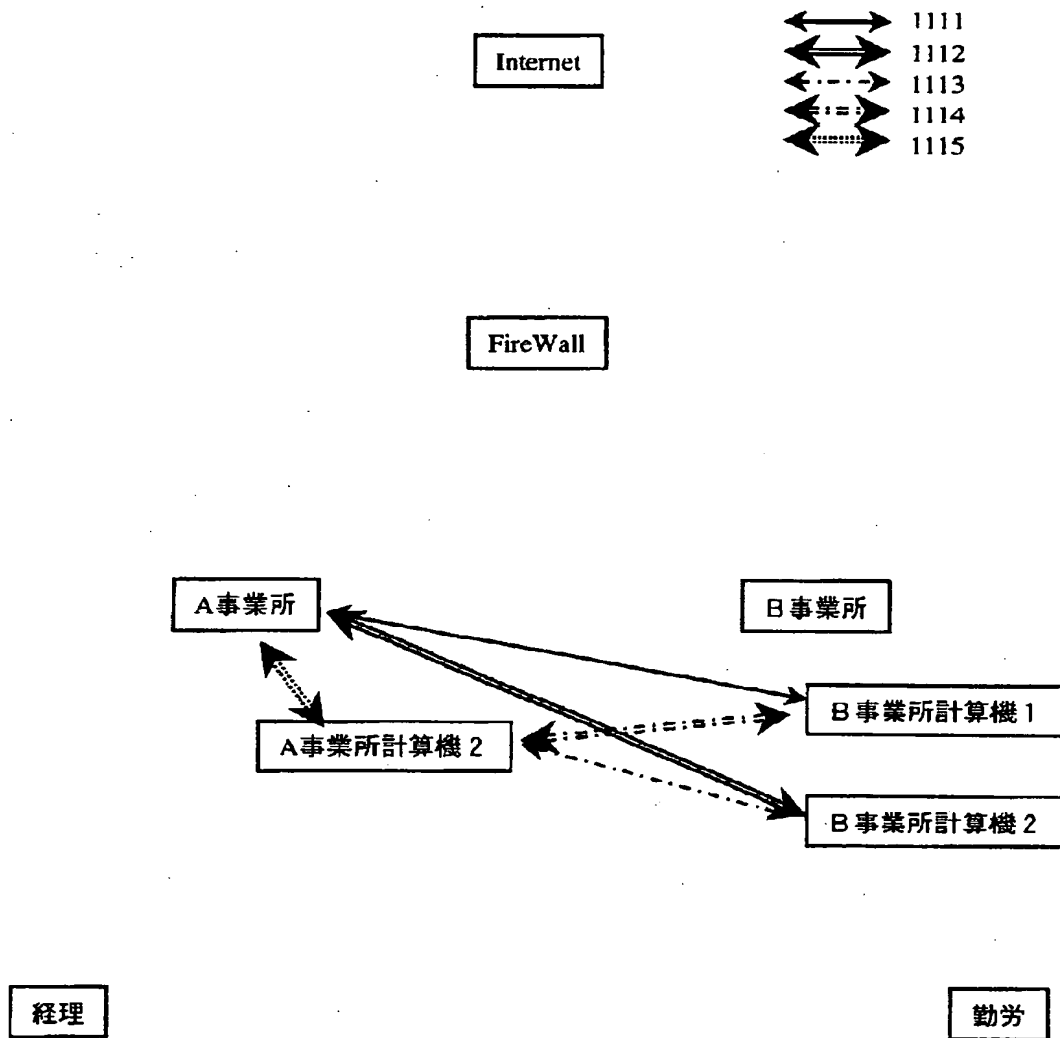 Internet
1111
1112
1113
1114
1115
FireWall
A事業所
B事業所
A事業所計算機2
B事業所計算機1
B事業所計算機2
経理
勤労